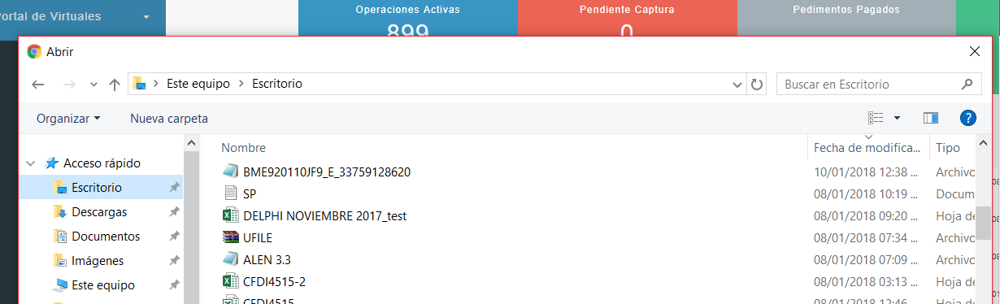 Portal de Virtuales
Operaciones Activas
899
Pendiente Captura
0
Pedimentos Pagados
Abrir
Este equipo
Escritorio
Buscar en Escritorio
Organizar
Nueva carpeta
?
Nombre
Fecha de modifica...
Tipo
Acceso rápido
Escritorio
Descargas
Documentos
Imágenes
Este equipo
BME920110JF9_E_33759128620 10/01/2018 12:38 ... Archivo
SP 08/01/2018 10:19 ... Docum
DELPHI NOVIEMBRE 2017_test 08/01/2018 09:20 ... Hoja de
UFILE 08/01/2018 07:34 ... Archivo
ALEN 3.3 08/01/2018 07:09 ... Archivo
CFDI4515-2 08/01/2018 03:13 ... Hoja de
CFDI4515 08/01/2018 12:46 ... Hoja de